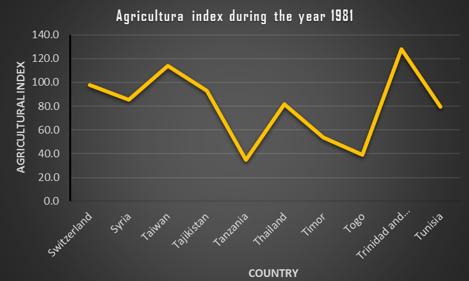 Agricultura index during the year 1981
AGRICULTURAL INDEX
140.0
120.0
100.0
80.0
60.0
40.0
20.0
0.0
Switzerland
Syria
Taiwan
Tajikistan
Tanzania
Thailand
Timor
Togo
Trinidad and...
Tunisia
COUNTRY